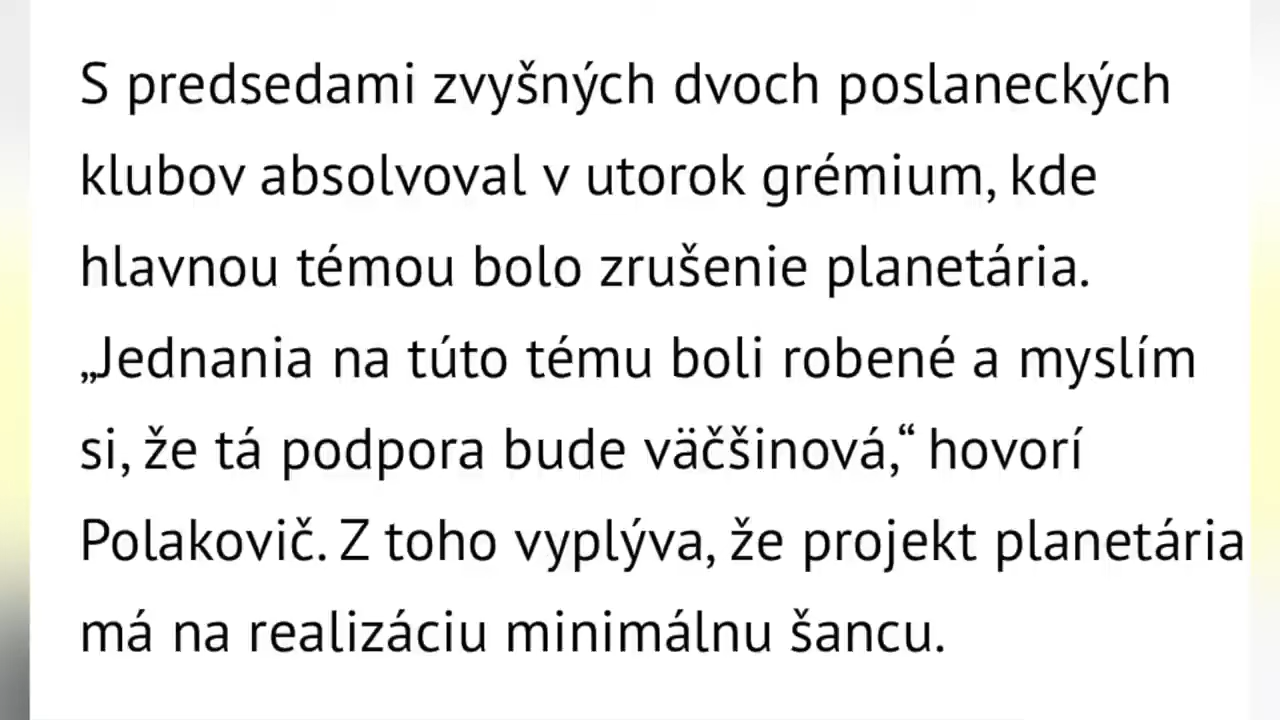 S predsedami zvyšných dvoch poslaneckých
klubov absolvoval v utorok grémium, kde
hlavnou témou bolo zrušenie planetária.
„Jednania na túto tému boli robené a myslím
si, že tá podpora bude väčšinová,“ hovorí
Polakovič. Z toho vyplýva, že projekt planetária
má na realizáciu minimálnu šancu.